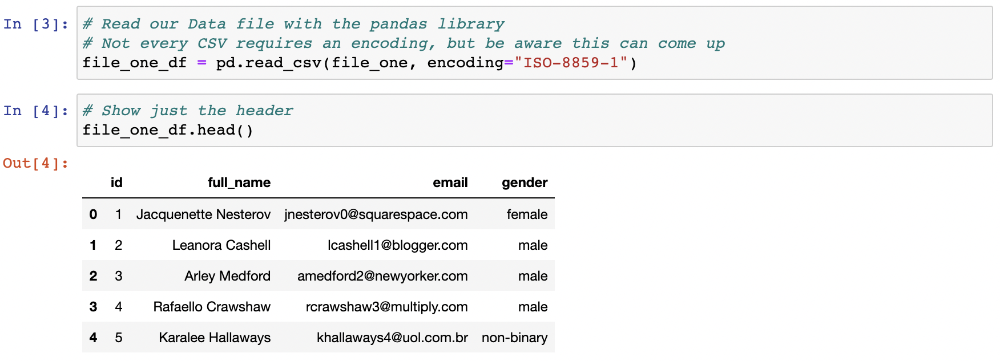 In [3]: # Read our Data file with the pandas library
# Not every CSV requires an encoding, but be aware this can come up
file_one_df = pd.read_csv(file_one, encoding="ISO-8859-1")
In [4]: # Show just the header
file_one_df.head()
Out[4]:
id full_name email gender
0 1 Jacquenette Nesterov jnesterov0@squarespace.com female
1 2 Leanora Cashell lcashell1@blogger.com male
2 3 Arley Medford amedford2@newyorker.com male
3 4 Rafaello Crawshaw rcrawshaw3@multiply.com male
4 5 Karalee Hallaways khallaways4@uol.com.br non-binary